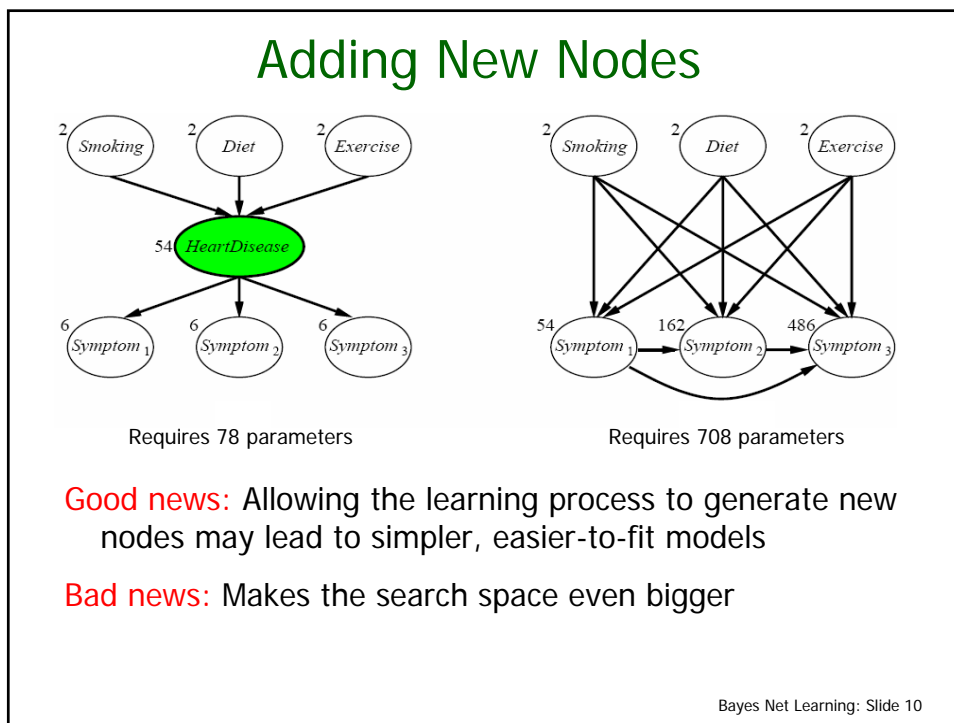 Adding New Nodes
2 Smoking 2 Diet 2 Exercise
54 HeartDisease
6 Symptom 1 6 Symptom 2 6 Symptom 3
Requires 78 parameters
2 Smoking 2 Diet 2 Exercise
54 Symptom 1 162 Symptom 2 486 Symptom 3
Requires 708 parameters
Good news: Allowing the learning process to generate new
nodes may lead to simpler, easier-to-fit models
Bad news: Makes the search space even bigger
Bayes Net Learning: Slide 10